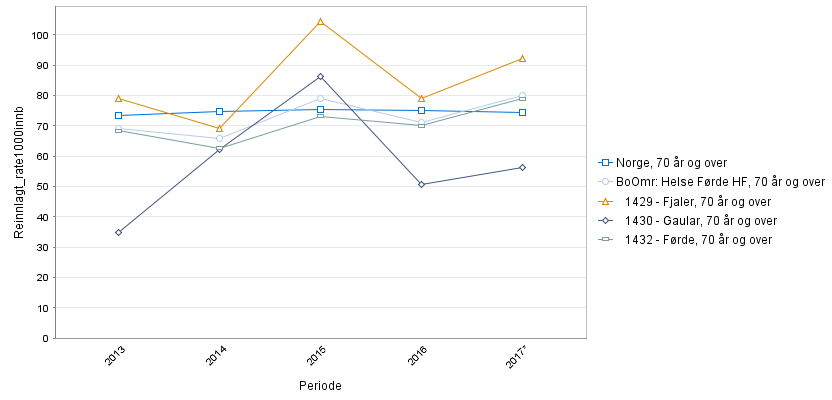 100
90
80
70
60
50
40
30
20
10
0
Reinnlagt_rate1000innb
2013
2014
2015
2016
2017*
Periode
Norge, 70 år og over
BoOmr: Helse Førde HF, 70 år og over
1429 - Fjaler, 70 år og over
1430 - Gaular, 70 år og over
1432 - Førde, 70 år og over